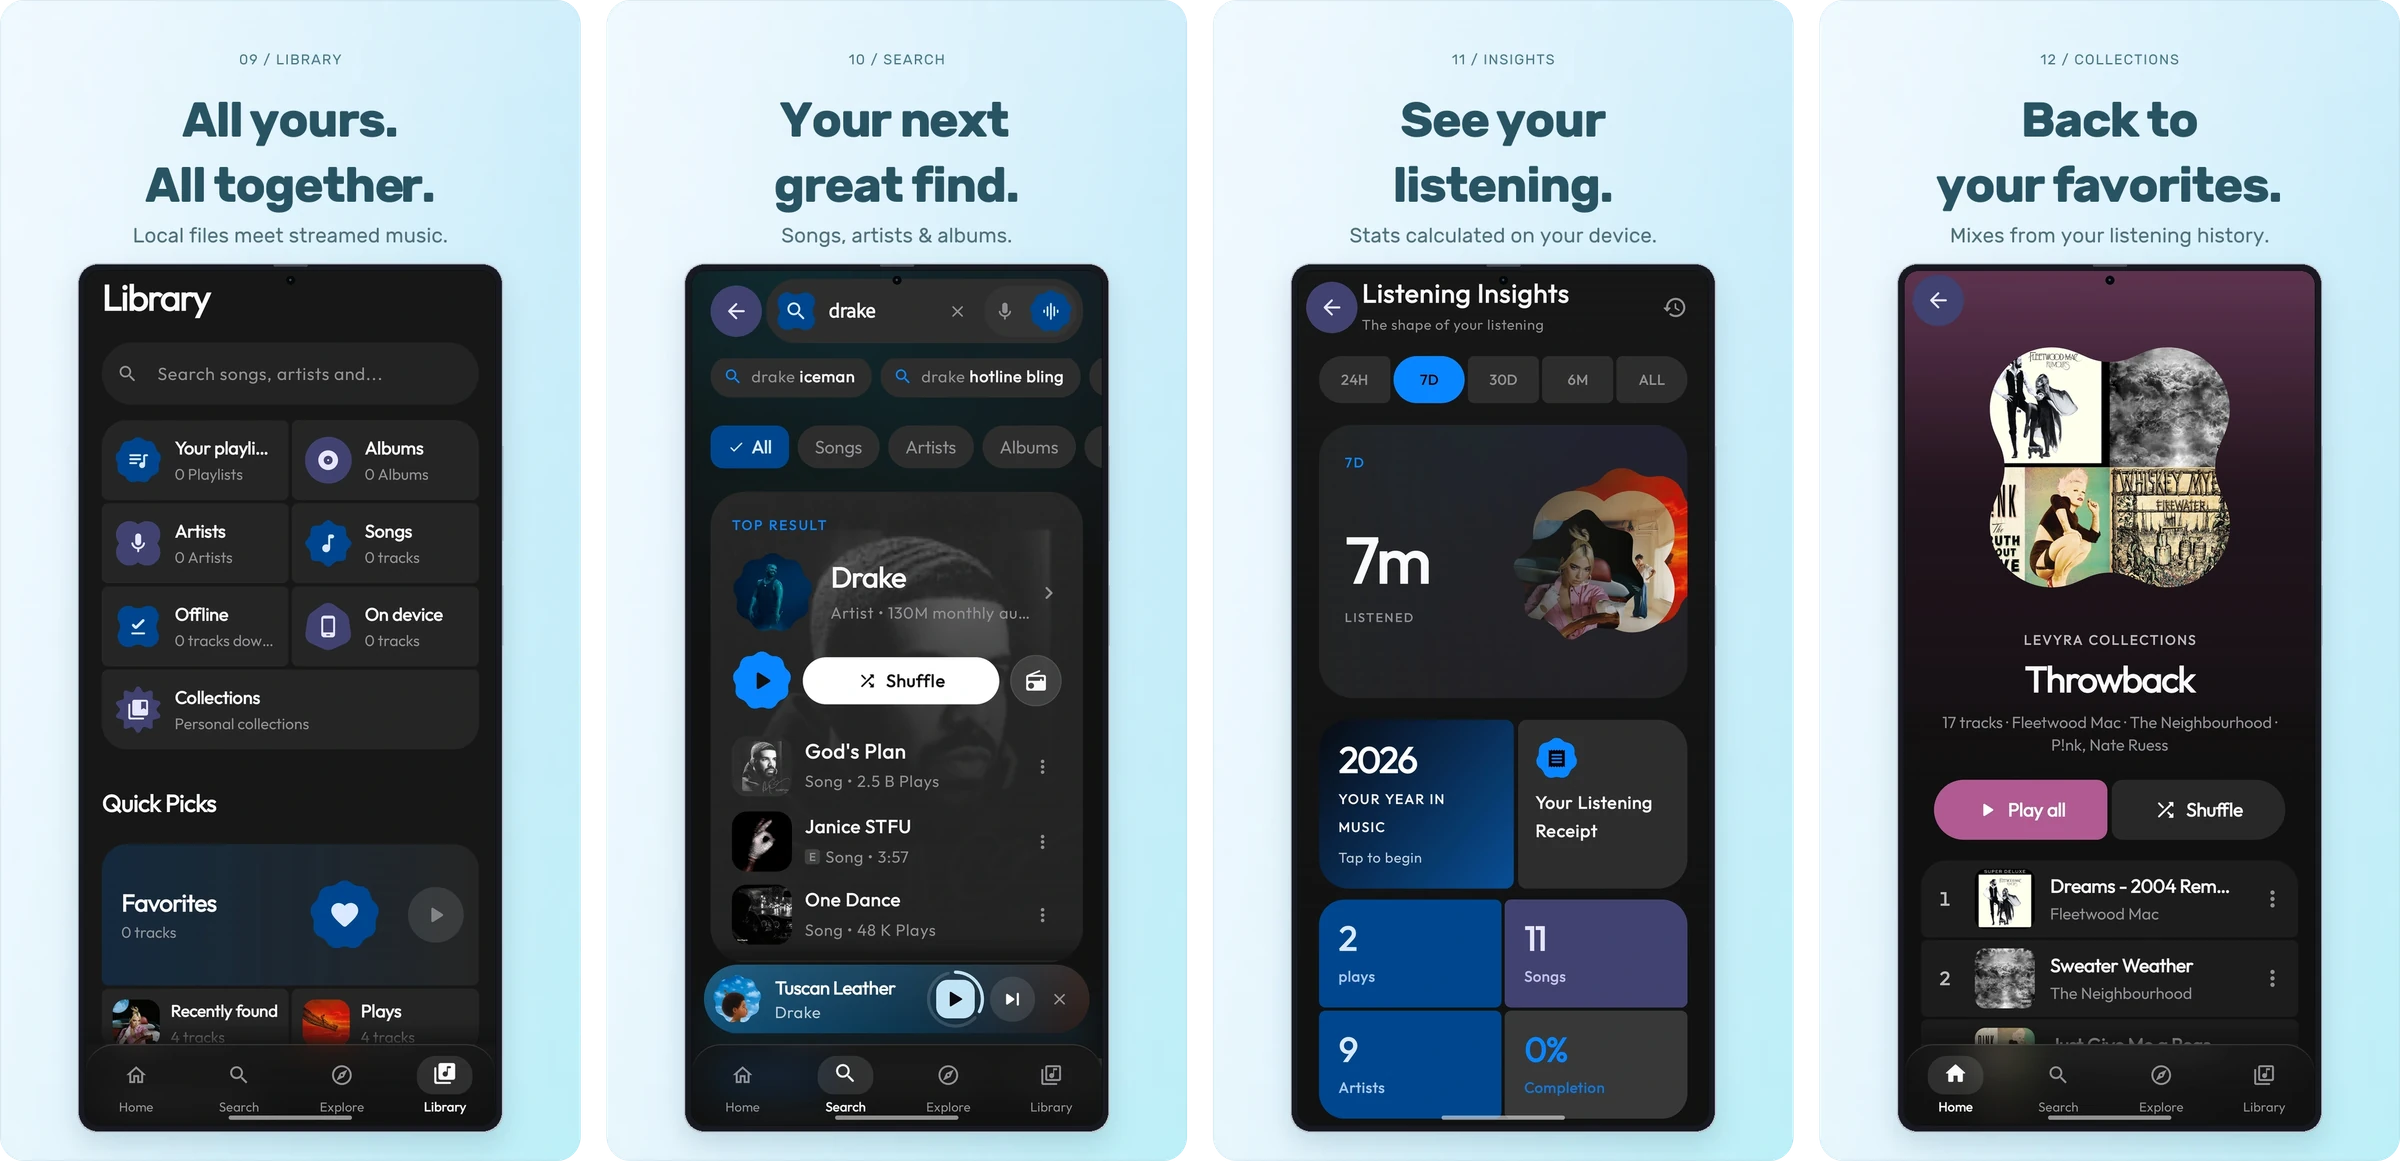 09 / LIBRARY
All yours.
All together.
Local files meet streamed music.
Library
Search songs, artists and...
Your playli...
0 Playlists
Albums
0 Albums
Artists
0 Artists
Songs
0 tracks
Offline
0 tracks dow...
On device
0 tracks
Collections
Personal collections
Quick Picks
Favorites
0 tracks
Recently found
4 tracks
Plays
4 tracks
Home
Search
Explore
Library
10 / SEARCH
Your next
great find.
Songs, artists & albums.
drake
drake iceman
drake hotline bling
All
Songs
Artists
Albums
TOP RESULT
Drake
Artist • 130M monthly au...
Shuffle
God's Plan
Song • 2.5 B Plays
Janice STFU
E Song • 3:57
One Dance
Song • 48 K Plays
Tuscan Leather
Drake
Home
Search
Explore
Library
11 / INSIGHTS
See your
listening.
Stats calculated on your device.
Listening Insights
The shape of your listening
24H
7D
30D
6M
ALL
7D
7m
LISTENED
2026
YOUR YEAR IN
MUSIC
Tap to begin
Your Listening
Receipt
2
plays
11
Songs
9
Artists
0%
Completion
12 / COLLECTIONS
Back to
your favorites.
Mixes from your listening history.
FLEETWOOD MAC
WHISKEY MYE
FIREWATER
LEVYRA COLLECTIONS
Throwback
17 tracks · Fleetwood Mac · The Neighbourhood ·
P!nk, Nate Ruess
Play all
Shuffle
1
Dreams - 2004 Rem...
Fleetwood Mac
2
Sweater Weather
The Neighbourhood
Just Give Me a Reas
Home
Search
Explore
Library